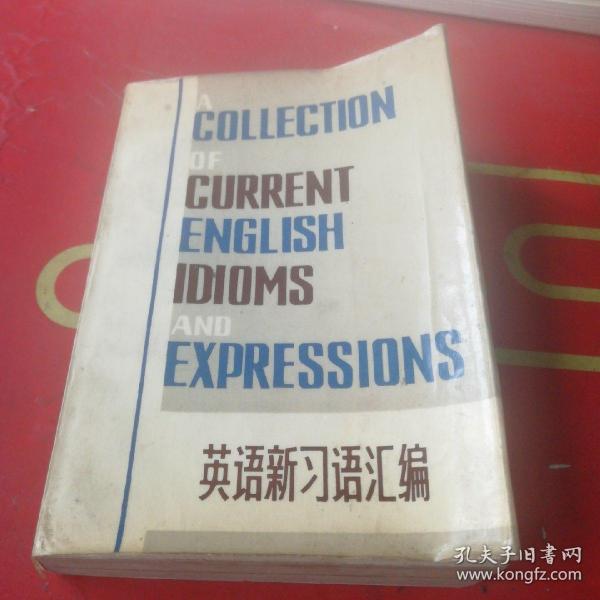 A
COLLECTION
OF
CURRENT
ENGLISH
IDIOMS
AND
EXPRESSIONS
英语新习语汇编
孔夫子旧书网
www.kongfz.com